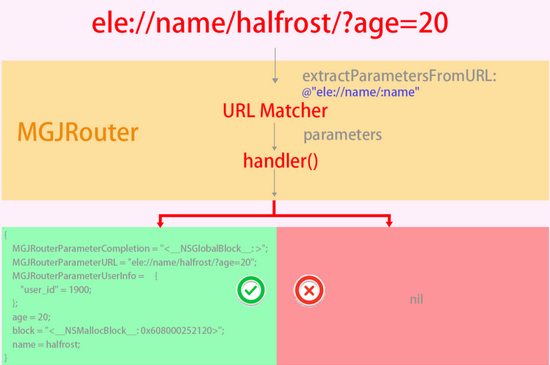 ele://name/halfrost/?age=20
extractParametersFromURL:
@"ele://name/:name"
URL Matcher
MGJRouter
parameters
handler()
{
MGJRouterParameterCompletion = "<__NSGlobalBlock__: >";
MGJRouterParameterURL = "ele://name/halfrost/?age=20";
MGJRouterParameterUserInfo = {
"user_id" = 1900;
};
age = 20;
block = "<__NSMallocBlock__: 0x608000252120>";
name = halfrost;
}
nil